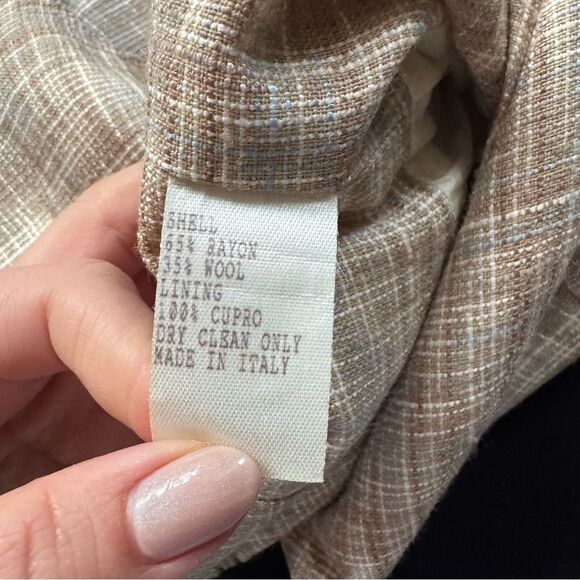 SHELL
65% RAYON
35% WOOL
LINING
100% CUPRO
DRY CLEAN ONLY
MADE IN ITALY